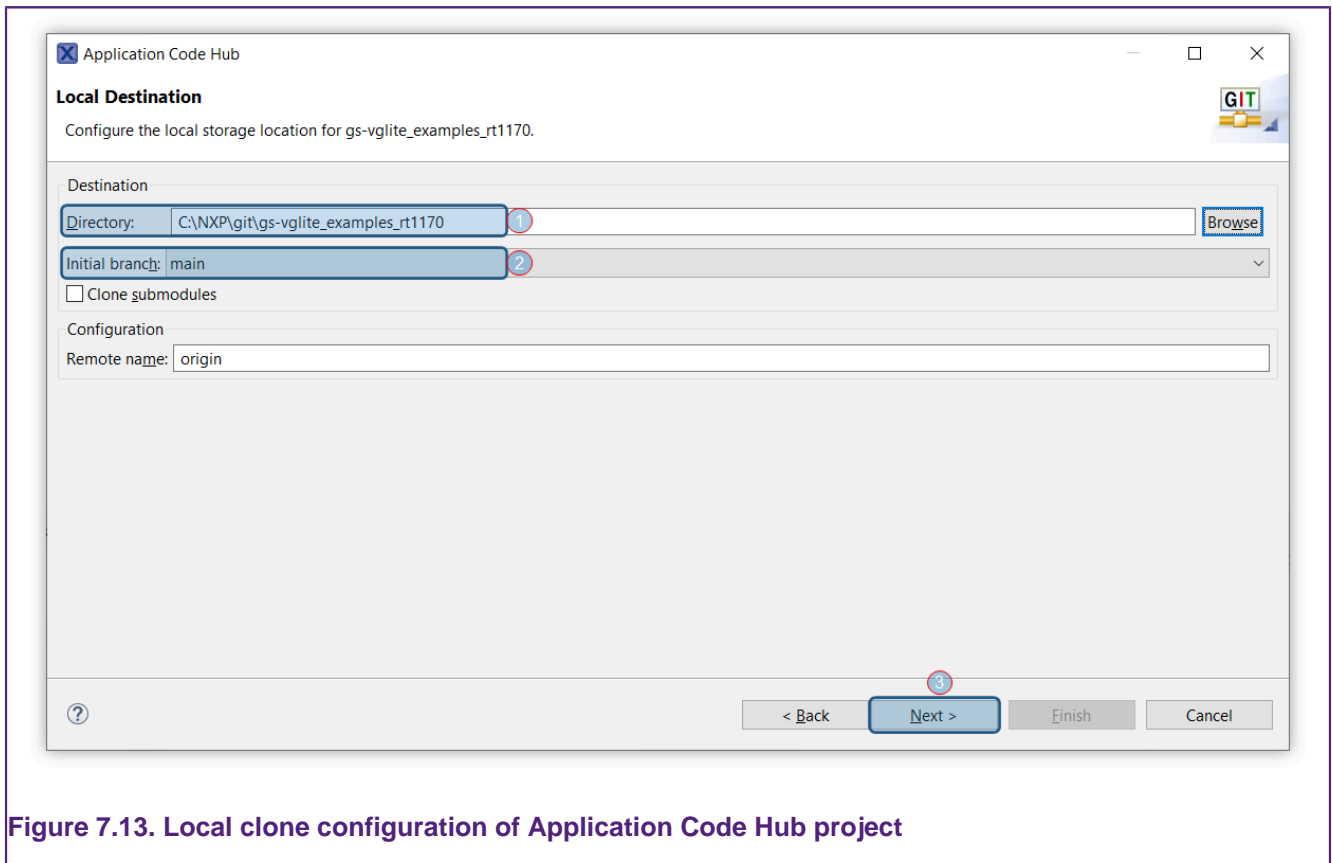 Application Code Hub
Local Destination
Configure the local storage location for gs-vglite_examples_rt1170.
GIT
Destination
Directory: C:\NXP\git\gs-vglite_examples_rt1170 1 Browse
Initial branch: main 2
Clone submodules
Configuration
Remote name: origin
3
? < Back Next > Finish Cancel
Figure 7.13. Local clone configuration of Application Code Hub project